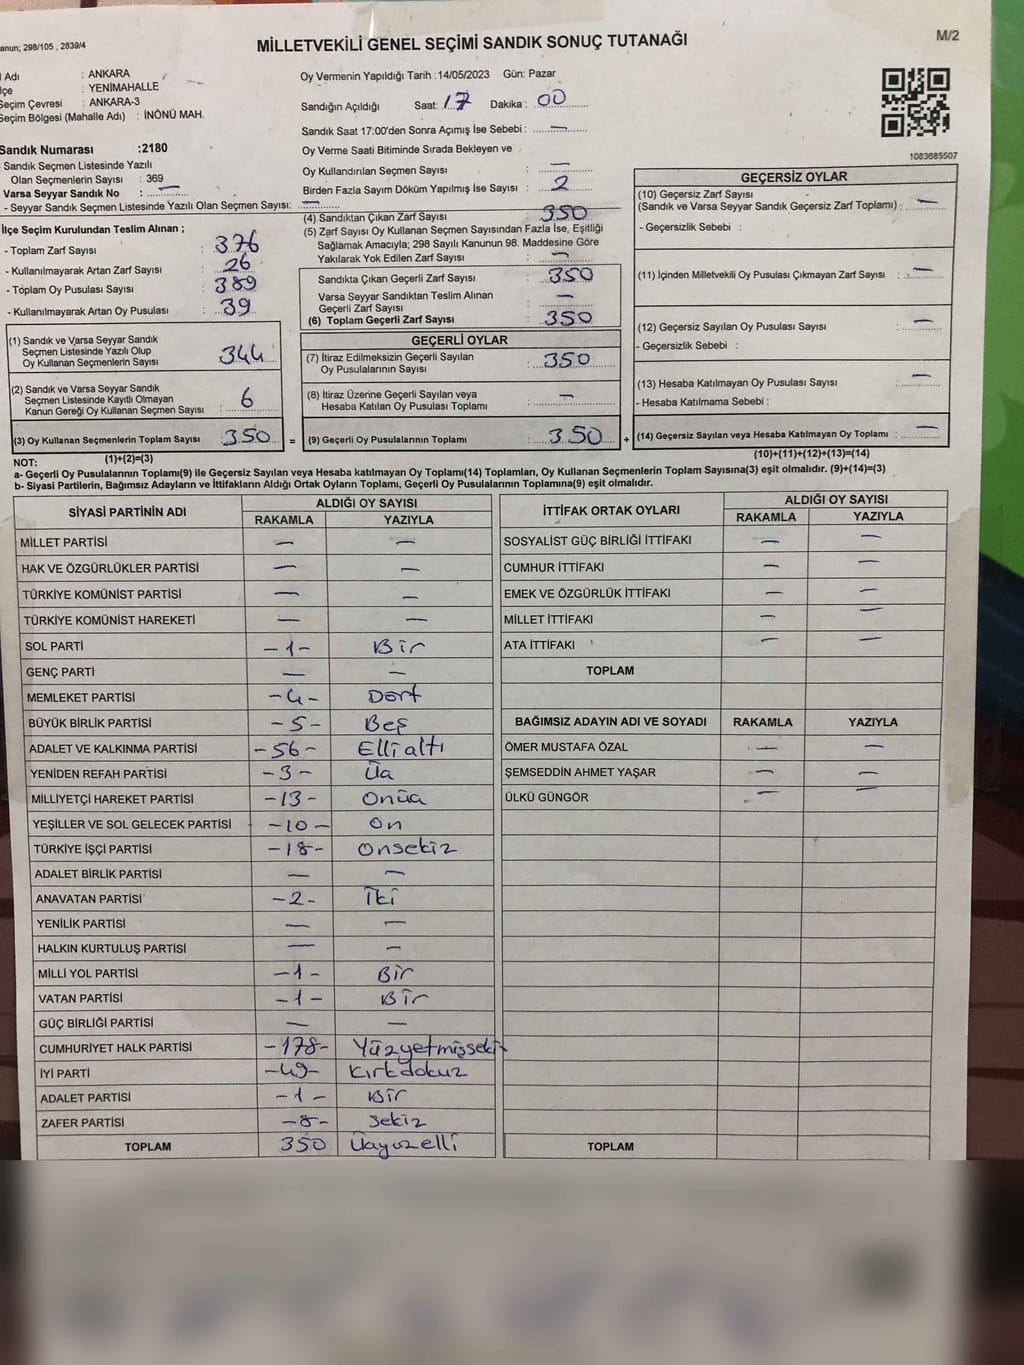 anun; 298/105 , 2839/4
MİLLETVEKİLİ GENEL SEÇİMİ SANDIK SONUÇ TUTANAĞI
M/2
l Adı : ANKARA
lçe : YENİMAHALLE
Seçim Çevresi : ANKARA-3
Seçim Bölgesi (Mahalle Adı) : İNÖNÜ MAH.
Sandık Numarası :2180
- Sandık Seçmen Listesinde Yazılı
Olan Seçmenlerin Sayısı : 369
Varsa Seyyar Sandık No : —
- Seyyar Sandık Seçmen Listesinde Yazılı Olan Seçmen Sayısı: —
İlçe Seçim Kurulundan Teslim Alınan ;
- Toplam Zarf Sayısı : 376
- Kullanılmayarak Artan Zarf Sayısı : 26
- Toplam Oy Pusulası Sayısı : 389
- Kullanılmayarak Artan Oy Pusulası : 39
(1) Sandık ve Varsa Seyyar Sandık
Seçmen Listesinde Yazılı Olup
Oy Kullanan Seçmenlerin Sayısı : 344
(2) Sandık ve Varsa Seyyar Sandık
Seçmen Listesinde Kayıtlı Olmayan
Kanun Gereği Oy Kullanan Seçmen Sayısı : 6
(3) Oy Kullanan Seçmenlerin Toplam Sayısı : 350
(1)+(2)=(3)
Oy Vermenin Yapıldığı Tarih :14/05/2023 Gün: Pazar
Sandığın Açıldığı Saat: 17 Dakika : 00
Sandık Saat 17:00'den Sonra Açımış İse Sebebi : —
Oy Verme Saati Bitiminde Sırada Bekleyen ve
Oy Kullandırılan Seçmen Sayısı : —
Birden Fazla Sayım Döküm Yapılmış İse Sayısı : 2
(4) Sandıktan Çıkan Zarf Sayısı : 350
(5) Zarf Sayısı Oy Kullanan Seçmen Sayısından Fazla İse, Eşitliği
Sağlamak Amacıyla; 298 Sayılı Kanunun 98. Maddesine Göre
Yakılarak Yok Edilen Zarf Sayısı : —
Sandıkta Çıkan Geçerli Zarf Sayısı : 350
Varsa Seyyar Sandıktan Teslim Alınan
Geçerli Zarf Sayısı : —
(6) Toplam Geçerli Zarf Sayısı : 350
GEÇERLİ OYLAR
(7) İtiraz Edilmeksizin Geçerli Sayılan
Oy Pusulalarının Sayısı : 350
(8) İtiraz Üzerine Geçerli Sayılan veya
Hesaba Katılan Oy Pusulası Toplamı : —
= (9) Geçerli Oy Pusulalarının Toplamı : 350
1083685507
GEÇERSİZ OYLAR
(10) Geçersiz Zarf Sayısı
(Sandık ve Varsa Seyyar Sandık Geçersiz Zarf Toplamı) : —
- Geçersizlik Sebebi :
(11) İçinden Milletvekili Oy Pusulası Çıkmayan Zarf Sayısı : —
(12) Geçersiz Sayılan Oy Pusulası Sayısı : —
- Geçersizlik Sebebi :
(13) Hesaba Katılmayan Oy Pusulası Sayısı : —
- Hesaba Katılmama Sebebi :
+ (14) Geçersiz Sayılan veya Hesaba Katılmayan Oy Toplamı : —
(10)+(11)+(12)+(13)=(14)
NOT:
a- Geçerli Oy Pusulalarının Toplamı(9) ile Geçersiz Sayılan veya Hesaba katılmayan Oy Toplamı(14) Toplamları, Oy Kullanan Seçmenlerin Toplam Sayısına(3) eşit olmalıdır. (9)+(14)=(3)
b- Siyasi Partilerin, Bağımsız Adayların ve İttifakların Aldığı Ortak Oyların Toplamı, Geçerli Oy Pusulalarının Toplamına(9) eşit olmalıdır.
SİYASİ PARTİNİN ADI ALDIĞI OY SAYISI
RAKAMLA YAZIYLA
MİLLET PARTİSİ — —
HAK VE ÖZGÜRLÜKLER PARTİSİ — —
TÜRKİYE KOMÜNİST PARTİSİ — —
TÜRKİYE KOMÜNİST HAREKETİ — —
SOL PARTİ -1- Bir
GENÇ PARTİ — —
MEMLEKET PARTİSİ -4- Dört
BÜYÜK BİRLİK PARTİSİ -5- Beş
ADALET VE KALKINMA PARTİSİ -56- Elli altı
YENİDEN REFAH PARTİSİ -3- Üç
MİLLİYETÇİ HAREKET PARTİSİ -13- Onüç
YEŞİLLER VE SOL GELECEK PARTİSİ -10- On
TÜRKİYE İŞÇİ PARTİSİ -18- Onsekiz
ADALET BİRLİK PARTİSİ — —
ANAVATAN PARTİSİ -2- İki
YENİLİK PARTİSİ — —
HALKIN KURTULUŞ PARTİSİ — —
MİLLİ YOL PARTİSİ -1- Bir
VATAN PARTİSİ -1- Bir
GÜÇ BİRLİĞİ PARTİSİ — —
CUMHURİYET HALK PARTİSİ -178- Yüzyetmişseki
İYİ PARTİ -49- Kırkdokuz
ADALET PARTİSİ -1- Bir
ZAFER PARTİSİ -8- Sekiz
TOPLAM 350 Üçyüzelli
İTTİFAK ORTAK OYLARI ALDIĞI OY SAYISI
RAKAMLA YAZIYLA
SOSYALİST GÜÇ BİRLİĞİ İTTİFAKI — —
CUMHUR İTTİFAKI — —
EMEK VE ÖZGÜRLÜK İTTİFAKI — —
MİLLET İTTİFAKI — —
ATA İTTİFAKI — —
TOPLAM
BAĞIMSIZ ADAYIN ADI VE SOYADI RAKAMLA YAZIYLA
ÖMER MUSTAFA ÖZAL — —
ŞEMSEDDİN AHMET YAŞAR — —
ÜLKÜ GÜNGÖR — —
TOPLAM